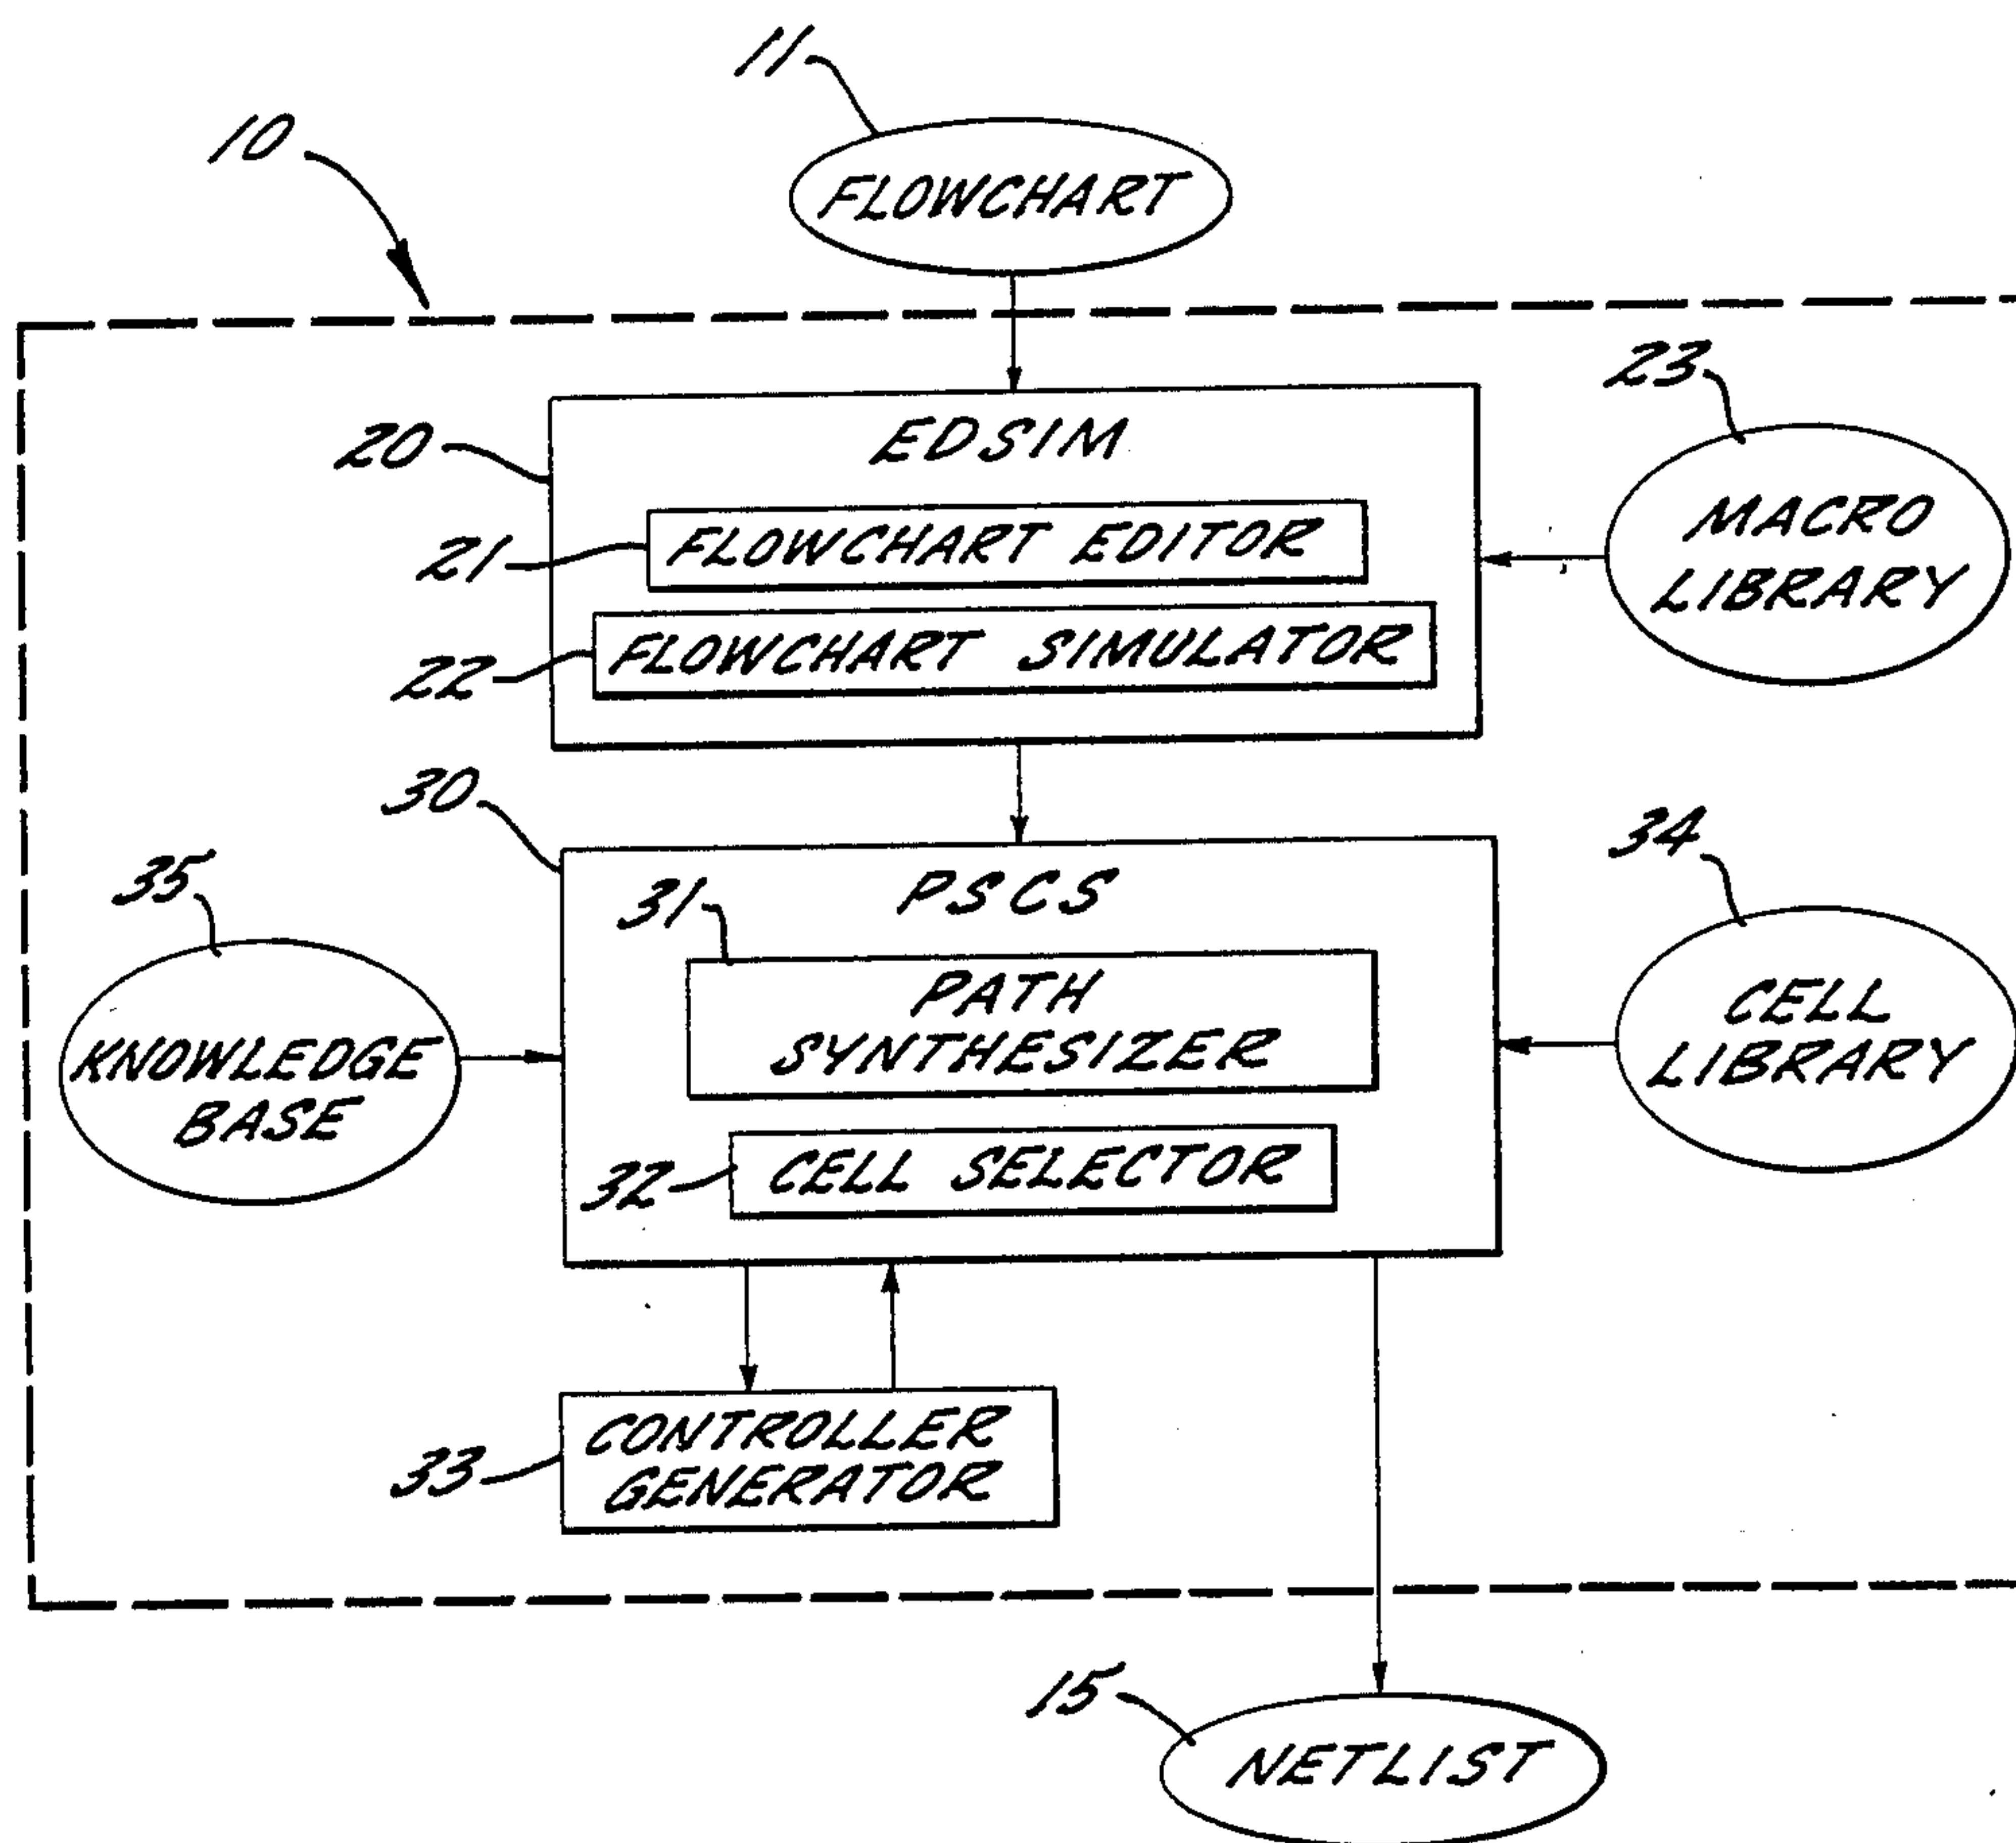 11
10
FLOWCHART
EDSIM
20
23
21
FLOWCHART EDITOR
MACRO
LIBRARY
22
FLOWCHART SIMULATOR
30
PSCS
34
35
31
PATH
SYNTHESIZER
CELL
LIBRARY
KNOWLEDGE
BASE
32
CELL SELECTOR
33
CONTROLLER
GENERATOR
15
NETLIST